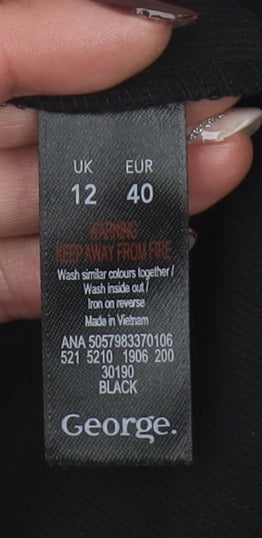 UK EUR
12 40
WARNING
KEEP AWAY FROM FIRE
Wash similar colours together /
Wash inside out /
Iron on reverse
Made in Vietnam
ANA 5057983370106
521 5210 1906 200
30190
BLACK
George.